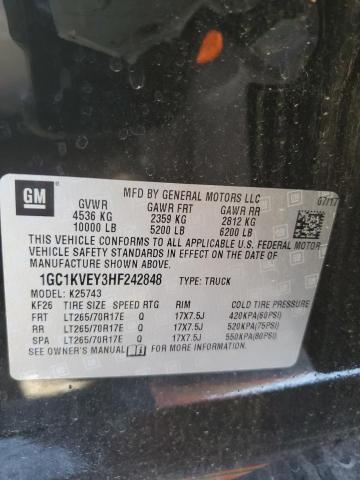 GM
MFD BY GENERAL MOTORS LLC
07/17
GVWR GAWR FRT GAWR RR
4536 KG 2359 KG 2812 KG
10000 LB 5200 LB 6200 LB
THIS VEHICLE CONFORMS TO ALL APPLICABLE U.S. FEDERAL MOTOR
VEHICLE SAFETY STANDARDS IN EFFECT ON THE DATE
OF MANUFACTURE SHOWN ABOVE.
1GC1KVEY3HF242848 TYPE: TRUCK
MODEL: K25743
KF26 TIRE SIZE SPEED RTG RIM COLD TIRE PRESSURE
FRT LT265/70R17E Q 17X7.5J 420KPA(60PSI)
RR LT265/70R17E Q 17X7.5J 520KPA(75PSI)
SPA LT265/70R17E Q 17X7.5J 550KPA(80PSI)
SEE OWNER'S MANUAL FOR MORE INFORMATION